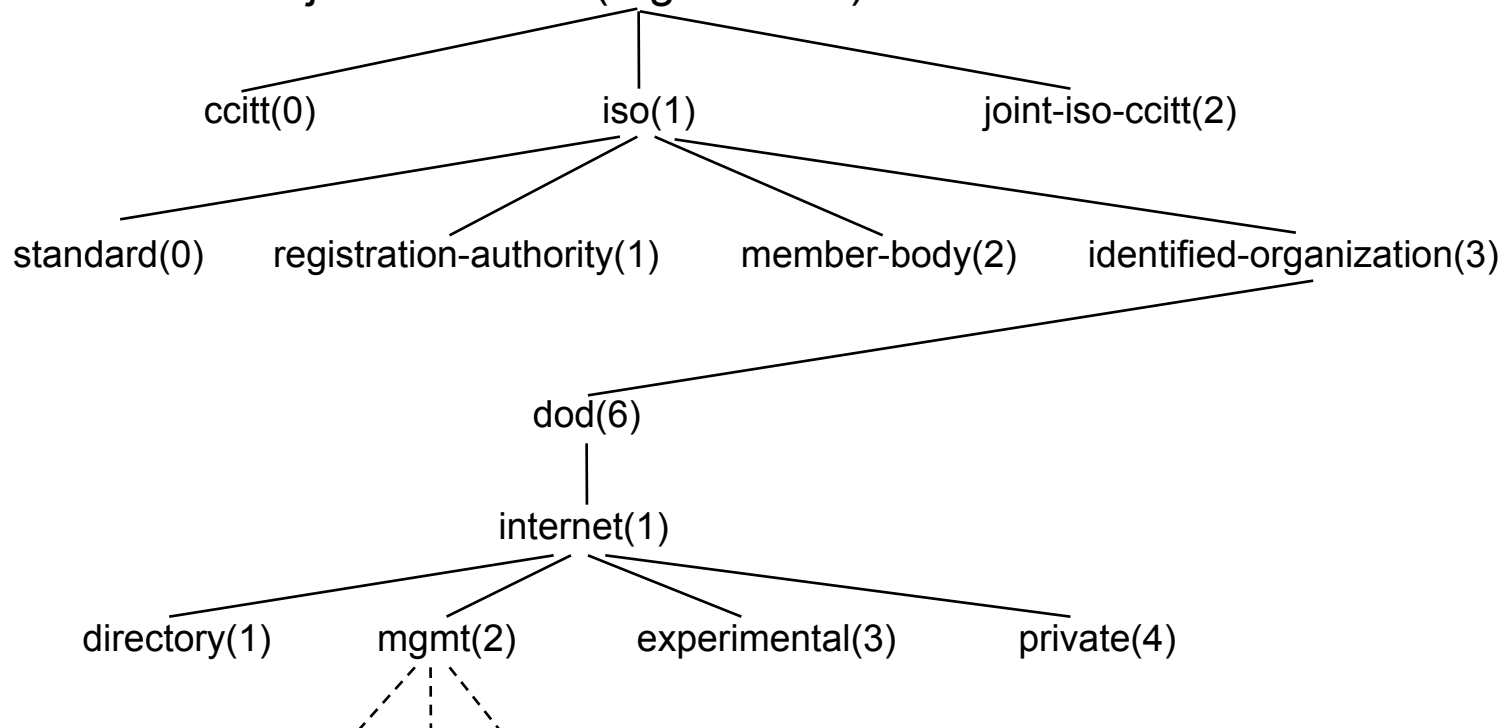 ccitt(0) iso(1) joint-iso-ccitt(2)
standard(0) registration-authority(1) member-body(2) identified-organization(3)
dod(6)
internet(1)
directory(1) mgmt(2) experimental(3) private(4)